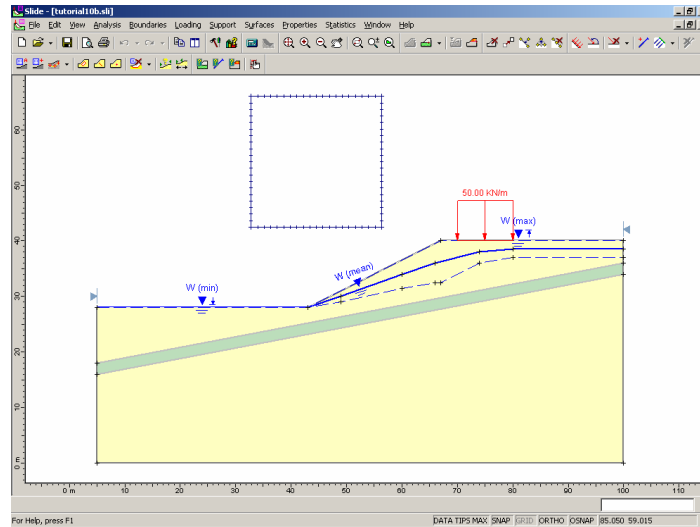 Slide - [tutorial10b.sli]
File Edit View Analysis Boundaries Loading Support Surfaces Properties Statistics Window Help
60
50
40
30
20
10
0 m
50.00 KN/m
W (max)
W (mean)
W (min)
0 m 10 20 30 40 50 60 70 80 90 100 110
For Help, press F1
DATA TIPS MAX SNAP GRID ORTHO OSNAP 85.050 59.015